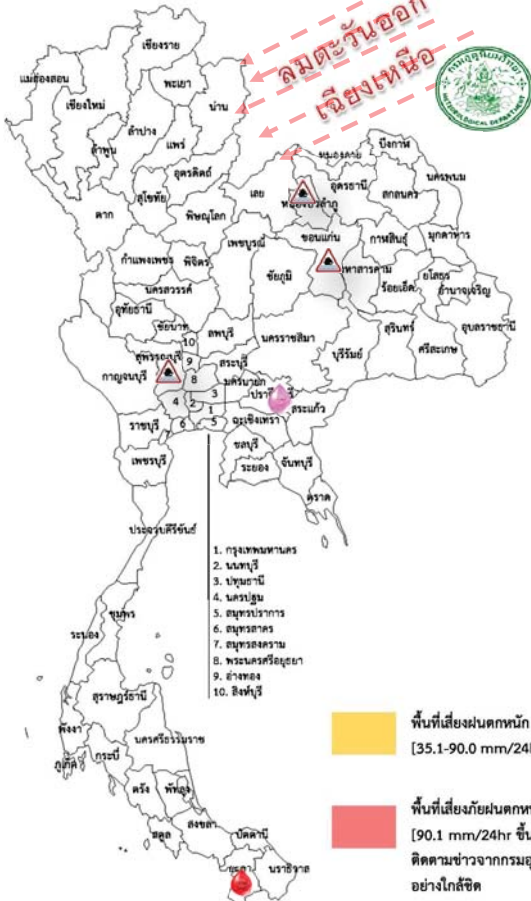 ลมตะวันออก
เฉียงเหนือ
กรมอุตุนิยมวิทยา
METEOROLOGICAL DEPARTMENT
เชียงราย
แม่ฮ่องสอน
เชียงใหม่
พะเยา
น่าน
ลำปาง
ลำพูน
แพร่
อุตรดิตถ์
ตาก
สุโขทัย
พิษณุโลก
เลย
หนองคาย
บึงกาฬ
อุดรธานี
สกลนคร
นครพนม
หนองบัวลำภู
เพชรบูรณ์
ขอนแก่น
กาฬสินธุ์
มุกดาหาร
กำแพงเพชร
พิจิตร
ชัยภูมิ
มหาสารคาม
ร้อยเอ็ด
ยโสธร
อำนาจเจริญ
นครสวรรค์
อุทัยธานี
ชัยนาท
ลพบุรี
นครราชสีมา
บุรีรัมย์
สุรินทร์
ศรีสะเกษ
อุบลราชธานี
สุพรรณบุรี
10
9
สระบุรี
กาญจนบุรี
8
นครนายก
3
4
2
1
ปราจีนบุรี
สระแก้ว
ราชบุรี
6
5
ฉะเชิงเทรา
ชลบุรี
เพชรบุรี
ระยอง
จันทบุรี
ตราด
ประจวบคีรีขันธ์
1. กรุงเทพมหานคร
2. นนทบุรี
3. ปทุมธานี
4. นครปฐม
5. สมุทรปราการ
6. สมุทรสาคร
7. สมุทรสงคราม
8. พระนครศรีอยุธยา
9. อ่างทอง
10. สิงห์บุรี
ชุมพร
ระนอง
สุราษฎร์ธานี
พังงา
ภูเก็ต
กระบี่
นครศรีธรรมราช
ตรัง
พัทลุง
สตูล
สงขลา
ปัตตานี
ยะลา
นราธิวาส
พื้นที่เสี่ยงฝนตกหนัก
[35.1-90.0 mm/24
พื้นที่เสี่ยงภัยฝนตกห
[90.1 mm/24hr ขึ้น
ติดตามข่าวจากกรมอุ
อย่างใกล้ชิด